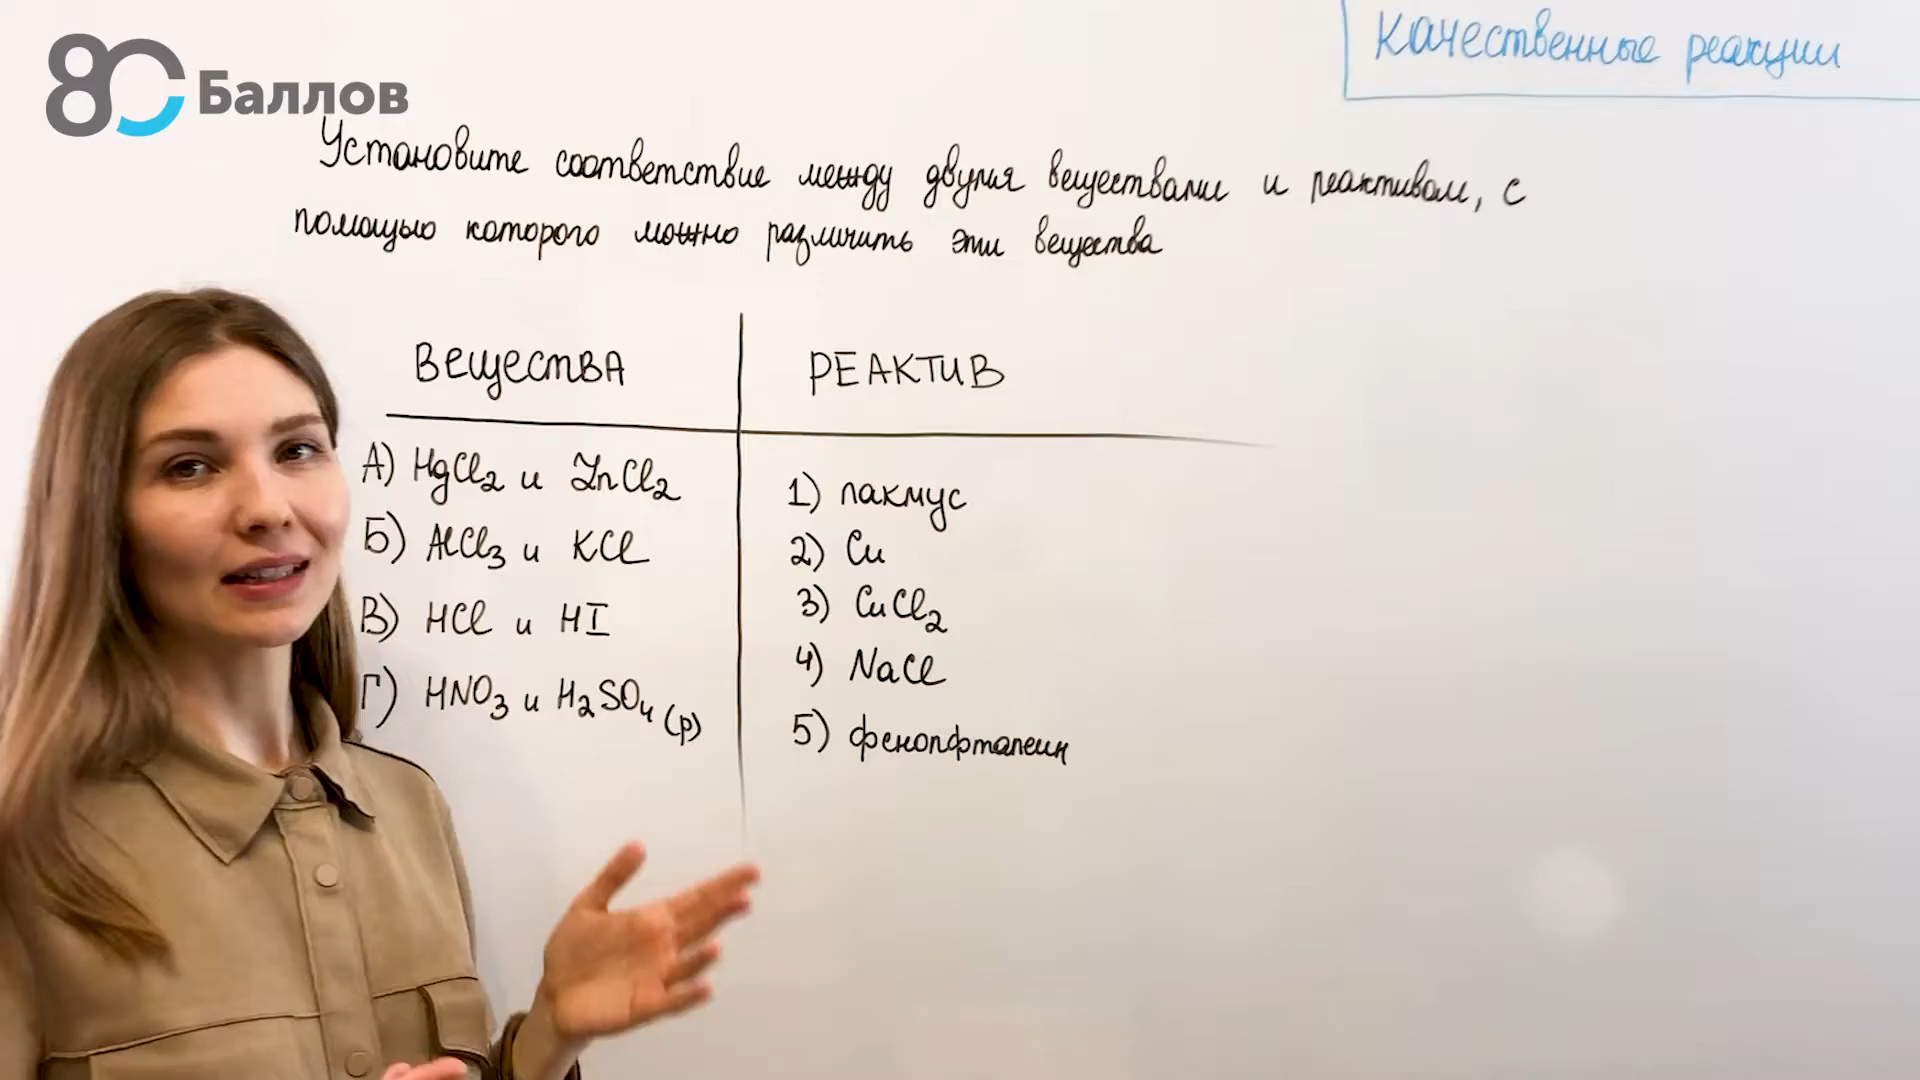 80 Баллов
Качественные реакции
Установите соответствие между двумя веществами и реактивом, с
помощью которого можно различить эти вещества
ВещестВА
РЕАКТИВ
А) HgCl2 и ZnCl2
Б) AlCl3 и KCl
В) HCl и HI
Г) HNO3 и H2SO4 (р)
1) лакмус
2) Cu
3) CuCl2
4) NaCl
5) фенолфталеин